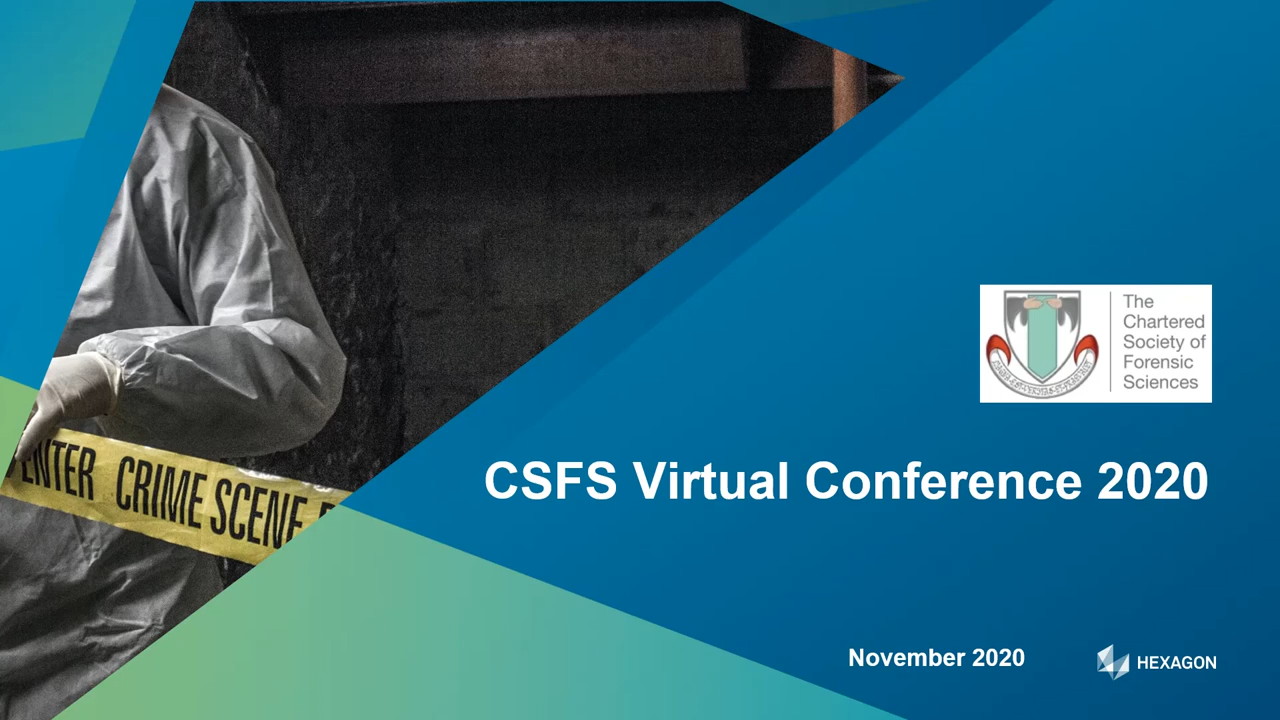 The
Chartered
Society of
Forensic
Sciences
ENTER CRIME SCENE
CSFS Virtual Conference 2020
November 2020
HEXAGON